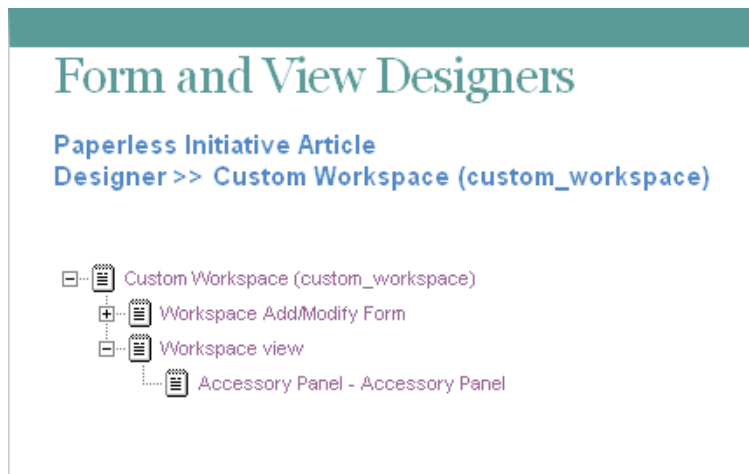 Form and View Designers
Paperless Initiative Article
Designer >> Custom Workspace (custom_workspace)
Custom Workspace (custom_workspace)
Workspace Add/Modify Form
Workspace view
Accessory Panel - Accessory Panel